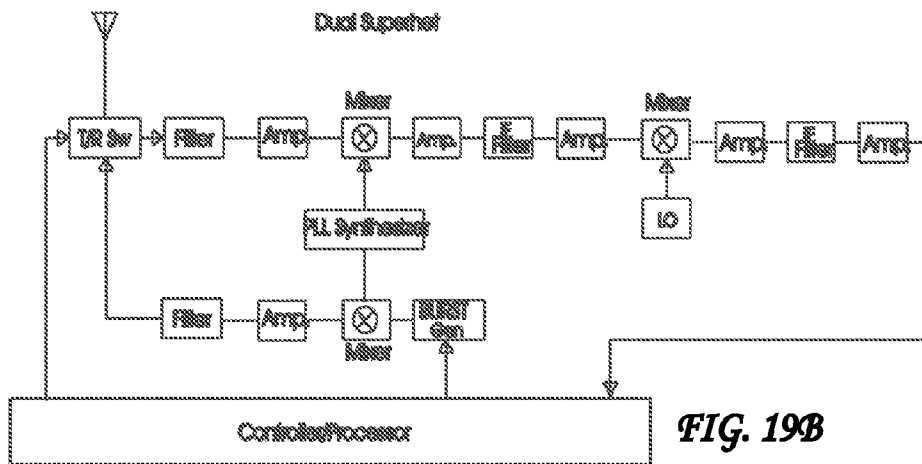 Dual Superhet
Mixer
Mixer
T/R Sw
Filter
Amp.
Amp.
IF
Filter
Amp.
Amp.
IF
Filter
Amp.
PLL Synthesizer
LO
Filter
Amp.
BURST
Gen
Mixer
Controller/Processor
FIG. 19B